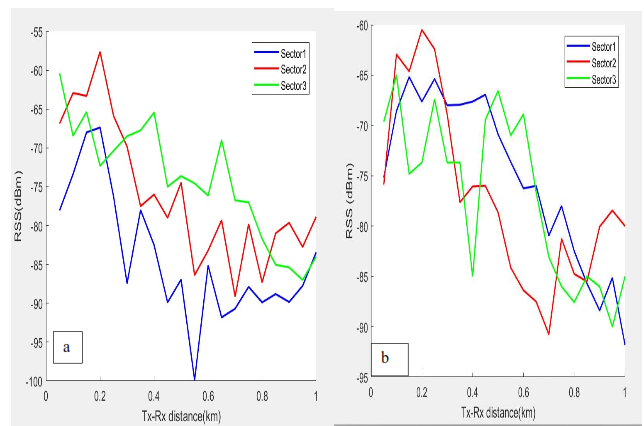 -55
-60
-65
-70
-75
-80
-85
-90
-95
-100
RSS(dBm)
Sector1
Sector2
Sector3
a
0
0.2
0.4
0.6
0.8
1
Tx-Rx distance(km)
-60
-65
-70
-75
-80
-85
-90
-95
RSS(dBm)
Sector1
Sector2
Sector3
b
0
0.2
0.4
0.6
0.8
1
Tx-Rx distance(km)